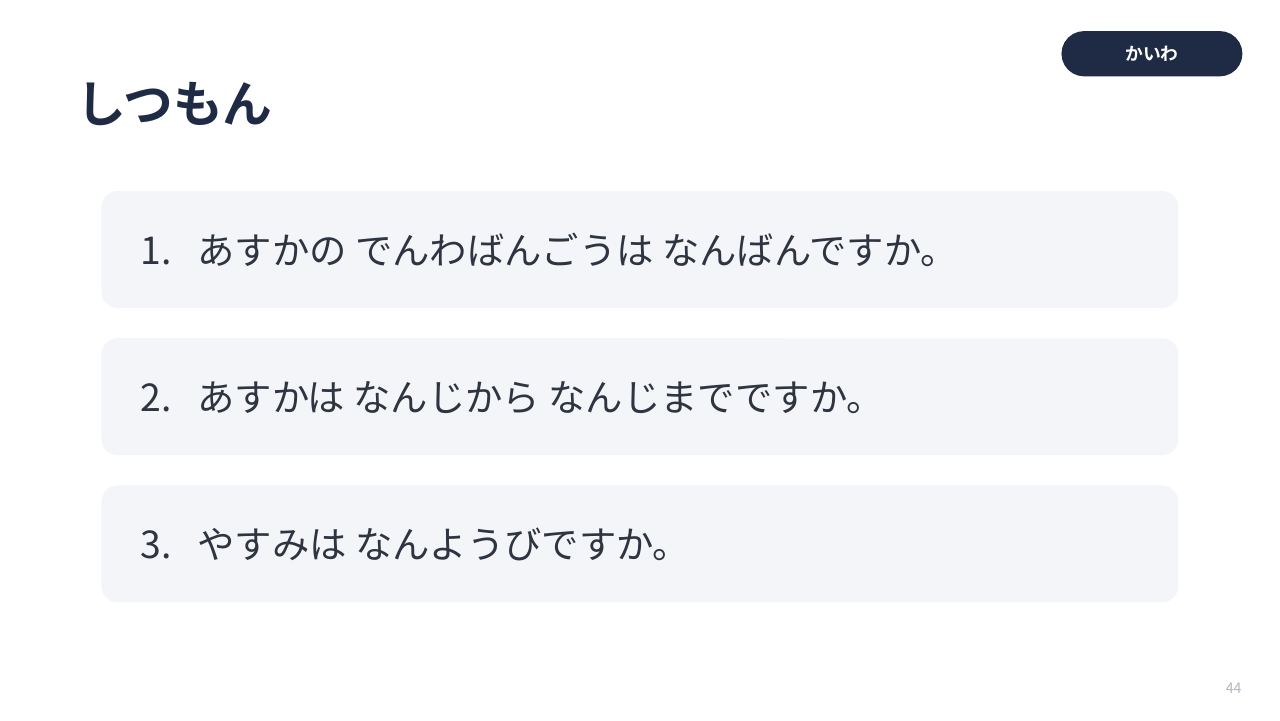 かいわ
しつもん
1. あすかの でんわばんごうは なんばんですか。
2. あすかは なんじから なんじまでですか。
3. やすみは なんようびですか。
44